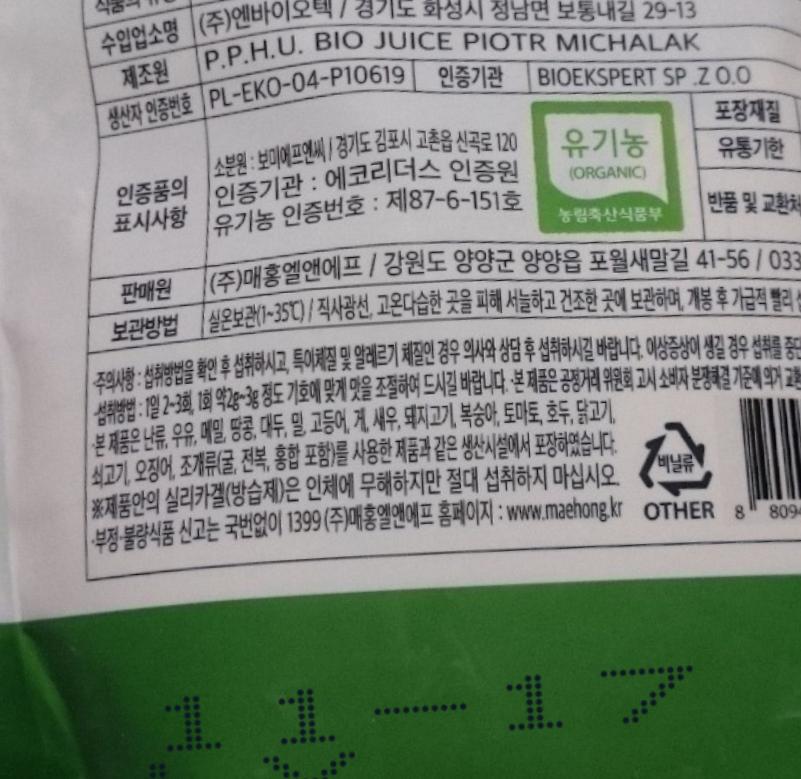 수입업소명 (주)엔바이오텍 / 경기도 화성시 정남면 보통내길 29-13
제조원 P.P.H.U. BIO JUICE PIOTR MICHALAK
생산자 인증번호 PL-EKO-04-P10619 인증기관 BIOEKSPERT SP .Z O.O
인증품의 표시사항
소분원 : 보미에프앤씨 / 경기도 김포시 고촌읍 신곡로 120
인증기관 : 에코리더스 인증원
유기농 인증번호 : 제87-6-151호
유기농
(ORGANIC)
농림축산식품부
포장재질
유통기한
반품 및 교환처
판매원 (주)매홍엘앤에프 / 강원도 양양군 양양읍 포월새말길 41-56 / 033
보관방법 실온보관(1~35℃) / 직사광선, 고온다습한 곳을 피해 서늘하고 건조한 곳에 보관하며, 개봉 후 가급적 빨리
·주의사항 : 섭취방법을 확인 후 섭취하시고, 특이체질 및 알레르기 체질인 경우 의사와 상담 후 섭취하시길 바랍니다. 이상증상이 생길 경우 섭취를 중단
·섭취방법 : 1일 2~3회, 1회 약2g~3g 정도 기호에 맞게 맛을 조절하여 드시길 바랍니다. ·본 제품은 공정거래 위원회 고시 소비자 분쟁해결 기준에 의거 교환
·본 제품은 난류, 우유, 메밀, 땅콩, 대두, 밀, 고등어, 게, 새우, 돼지고기, 복숭아, 토마토, 호두, 닭고기,
쇠고기, 오징어, 조개류(굴, 전복, 홍합 포함)를 사용한 제품과 같은 생산시설에서 포장하였습니다.
※제품안의 실리카겔(방습제)은 인체에 무해하지만 절대 섭취하지 마십시오.
·부정·불량식품 신고는 국번없이 1399 (주)매홍엘앤에프 홈페이지 : www.maehong.kr
비닐류
OTHER
8 8094
11-17